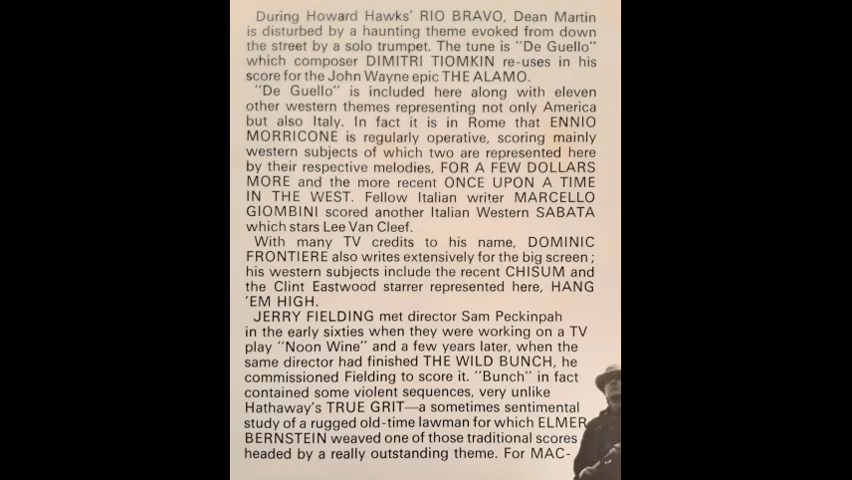 During Howard Hawks' RIO BRAVO, Dean Martin
is disturbed by a haunting theme evoked from down
the street by a solo trumpet. The tune is "De Guello"
which composer DIMITRI TIOMKIN re-uses in his
score for the John Wayne epic THE ALAMO.
"De Guello" is included here along with eleven
other western themes representing not only America
but also Italy. In fact it is in Rome that ENNIO
MORRICONE is regularly operative, scoring mainly
western subjects of which two are represented here
by their respective melodies, FOR A FEW DOLLARS
MORE and the more recent ONCE UPON A TIME
IN THE WEST. Fellow Italian writer MARCELLO
GIOMBINI scored another Italian Western SABATA
which stars Lee Van Cleef.
With many TV credits to his name, DOMINIC
FRONTIERE also writes extensively for the big screen;
his western subjects include the recent CHISUM and
the Clint Eastwood starrer represented here, HANG
'EM HIGH.
JERRY FIELDING met director Sam Peckinpah
in the early sixties when they were working on a TV
play "Noon Wine" and a few years later, when the
same director had finished THE WILD BUNCH, he
commissioned Fielding to score it. "Bunch" in fact
contained some violent sequences, very unlike
Hathaway's TRUE GRIT—a sometimes sentimental
study of a rugged old-time lawman for which ELMER
BERNSTEIN weaved one of those traditional scores
headed by a really outstanding theme. For MAC-